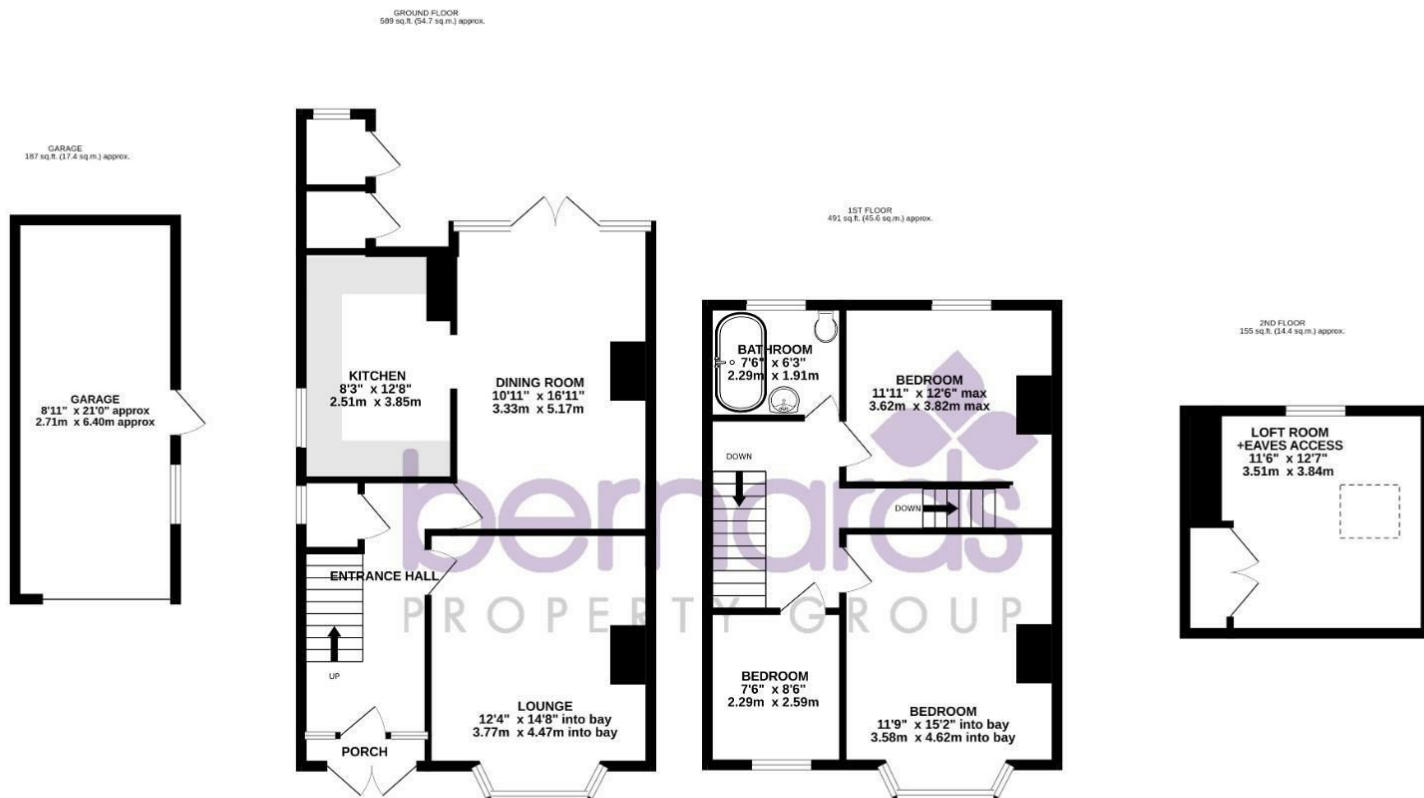 GROUND FLOOR
589 sq.ft. (54.7 sq.m.) approx.
GARAGE
187 sq.ft. (17.4 sq.m.) approx.
1ST FLOOR
491 sq.ft. (45.6 sq.m.) approx.
2ND FLOOR
155 sq.ft. (14.4 sq.m.) approx.
GARAGE
8'11" x 21'0" approx
2.71m x 6.40m approx
KITCHEN
8'3" x 12'8"
2.51m x 3.85m
DINING ROOM
10'11" x 16'11"
3.33m x 5.17m
ENTRANCE HALL
UP
LOUNGE
12'4" x 14'8" into bay
3.77m x 4.47m into bay
PORCH
BATHROOM
7'6" x 6'3"
2.29m x 1.91m
BEDROOM
11'11" x 12'6" max
3.62m x 3.82m max
DOWN
DOWN
BEDROOM
7'6" x 8'6"
2.29m x 2.59m
BEDROOM
11'9" x 15'2" into bay
3.58m x 4.62m into bay
LOFT ROOM
+EAVES ACCESS
11'6" x 12'7"
3.51m x 3.84m
bernards
PROPERTY GROUP